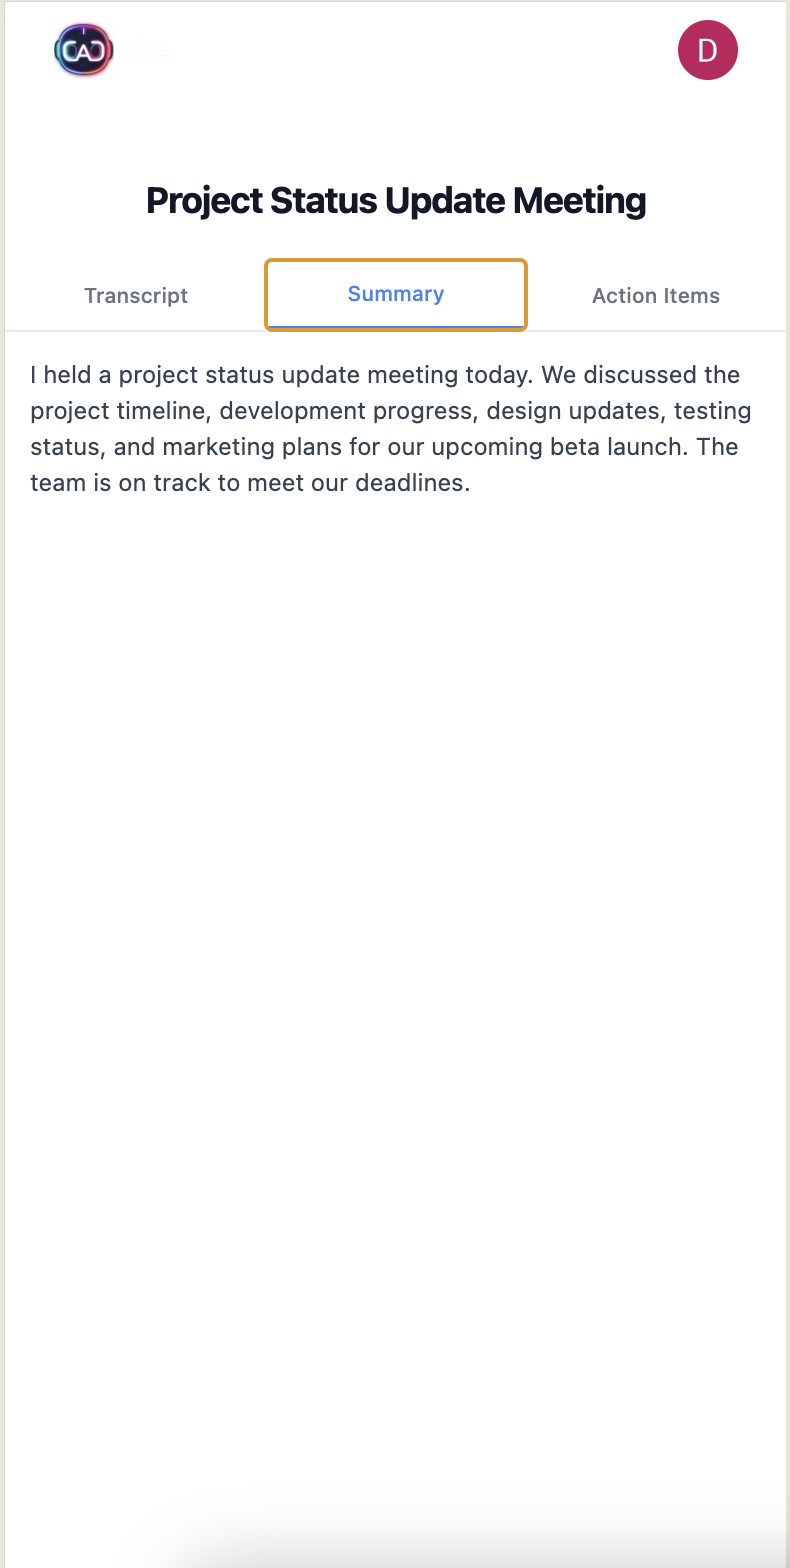 CAD
D
Project Status Update Meeting
Transcript
Summary
Action Items
I held a project status update meeting today. We discussed the
project timeline, development progress, design updates, testing
status, and marketing plans for our upcoming beta launch. The
team is on track to meet our deadlines.